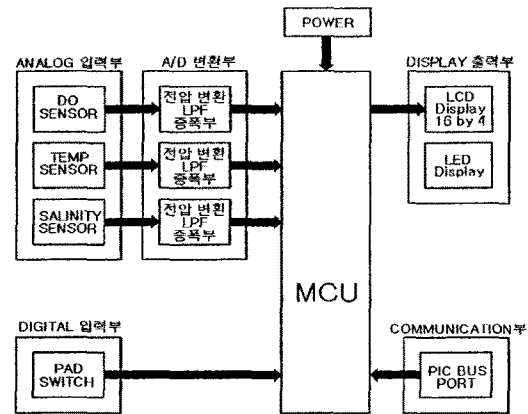 POWER
ANALOG 입력부
A/D 변환부
DISPLAY 출력부
DO
SENSOR
전압 변환
LPF
증폭부
LCD
Display
16 by 4
TEMP
SENSOR
전압 변환
LPF
증폭부
LED
Display
SALINITY
SENSOR
전압 변환
LPF
증폭부
MCU
DIGITAL 입력부
COMMUNICATION부
PAD
SWITCH
PIC BUS
PORT